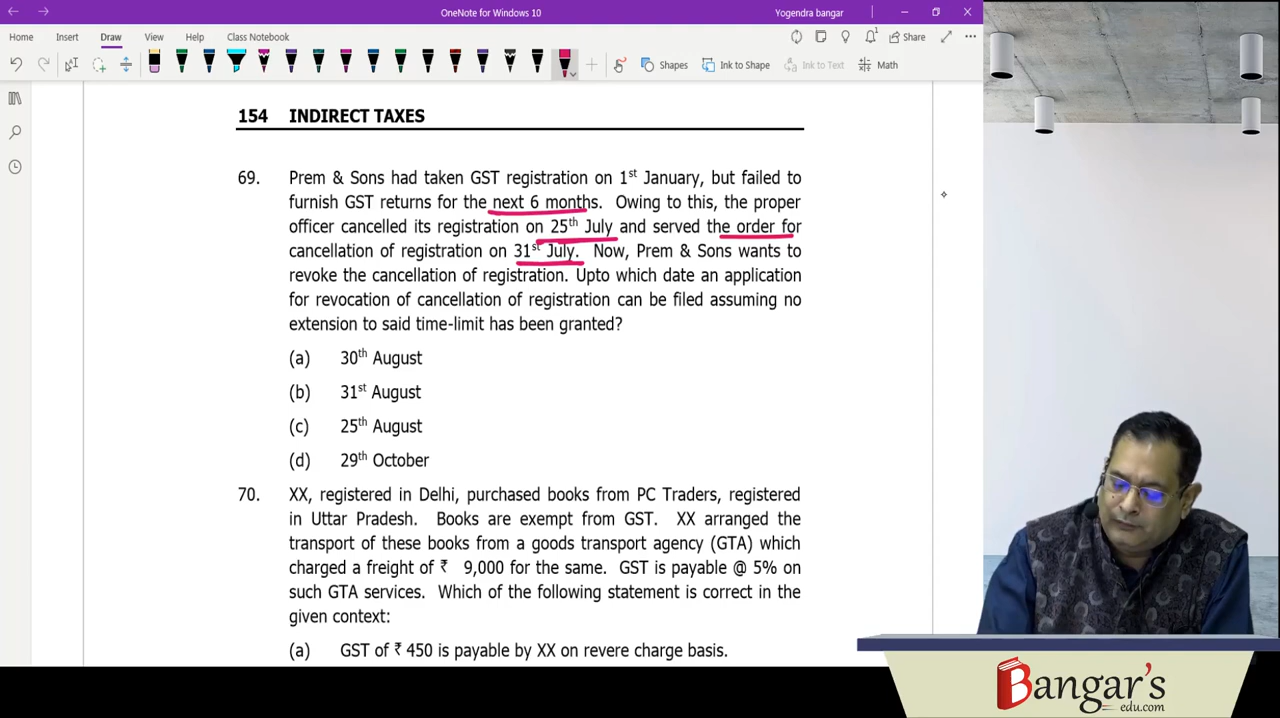 OneNote for Windows 10
Yogendra bangar
Home Insert Draw View Help Class Notebook
Share
Shapes Ink to Shape Ink to Text Math
154 INDIRECT TAXES
69. Prem & Sons had taken GST registration on 1st January, but failed to
furnish GST returns for the next 6 months. Owing to this, the proper
officer cancelled its registration on 25th July and served the order for
cancellation of registration on 31st July. Now, Prem & Sons wants to
revoke the cancellation of registration. Upto which date an application
for revocation of cancellation of registration can be filed assuming no
extension to said time-limit has been granted?
(a) 30th August
(b) 31st August
(c) 25th August
(d) 29th October
70. XX, registered in Delhi, purchased books from PC Traders, registered
in Uttar Pradesh. Books are exempt from GST. XX arranged the
transport of these books from a goods transport agency (GTA) which
charged a freight of ₹ 9,000 for the same. GST is payable @ 5% on
such GTA services. Which of the following statement is correct in the
given context:
(a) GST of ₹ 450 is payable by XX on revere charge basis.
Bangar's
edu.com